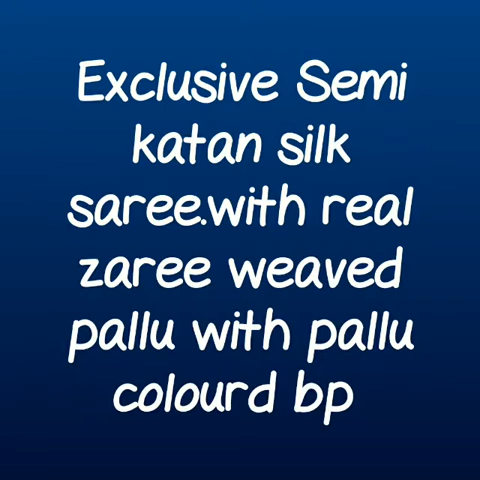 Exclusive Semi
katan silk
saree.with real
zaree weaved
pallu with pallu
colourd bp